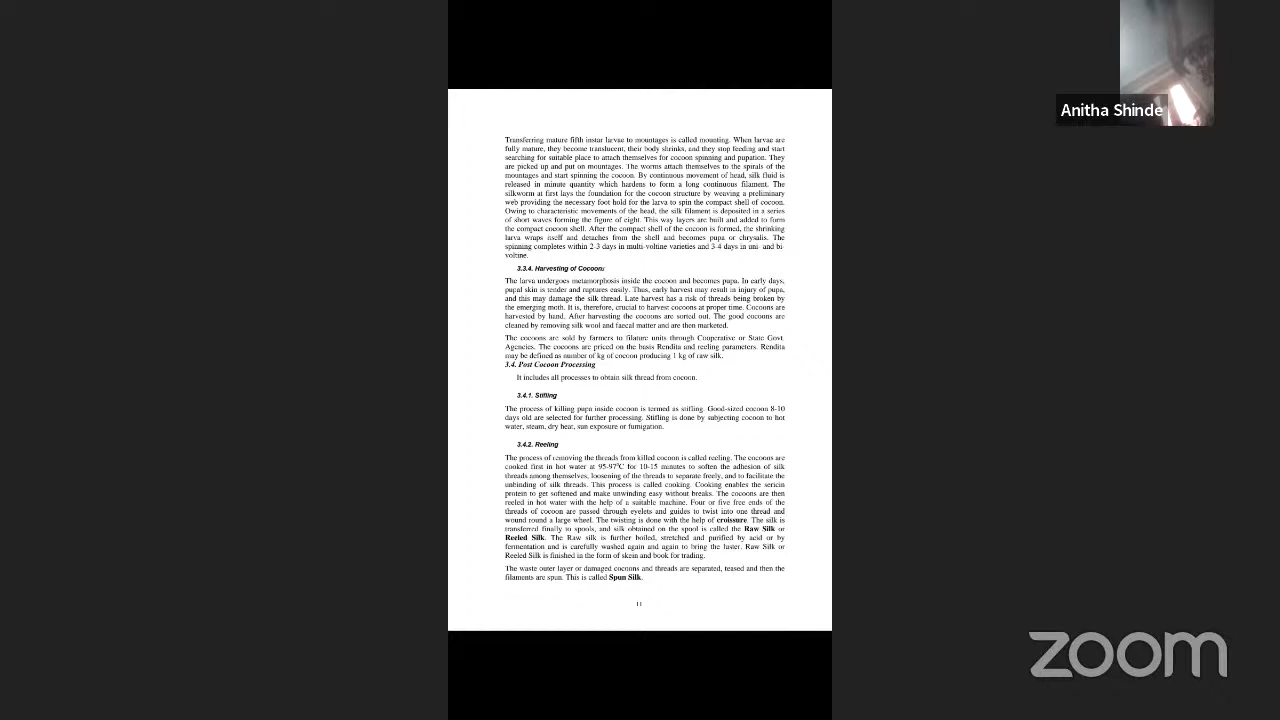 Transferring mature fifth instar larvae to mountages is called mounting. When larvae are
fully mature, they become translucent, their body shrinks, and they stop feeding and start
searching for suitable place to attach themselves for cocoon spinning and pupation. They
are picked up and put on mountages. The worms attach themselves to the spirals of the
mountages and start spinning the cocoon. By continuous movement of head, silk fluid is
released in minute quantity which hardens to form a long continuous filament. The
silkworm at first lays the foundation for the cocoon structure by weaving a preliminary
web providing the necessary foot hold for the larva to spin the compact shell of cocoon.
Owing to characteristic movements of the head, the silk filament is deposited in a series
of short waves forming the figure of eight. This way layers are built and added to form
the compact cocoon shell. After the compact shell of the cocoon is formed, the shrinking
larva wraps itself and detaches from the shell and becomes pupa or chrysalis. The
spinning completes within 2-3 days in multi-voltine varieties and 3-4 days in uni- and bi-
voltine.
3.3.4. Harvesting of Cocoons
The larva undergoes metamorphosis inside the cocoon and becomes pupa. In early days,
pupal skin is tender and ruptures easily. Thus, early harvest may result in injury of pupa,
and this may damage the silk thread. Late harvest has a risk of threads being broken by
the emerging moth. It is, therefore, crucial to harvest cocoons at proper time. Cocoons are
harvested by hand. After harvesting the cocoons are sorted out. The good cocoons are
cleaned by removing silk wool and faecal matter and are then marketed.
The cocoons are sold by farmers to filature units through Cooperative or State Govt.
Agencies. The cocoons are priced on the basis Rendita and reeling parameters. Rendita
may be defined as number of kg of cocoon producing 1 kg of raw silk.
3.4. Post Cocoon Processing
It includes all processes to obtain silk thread from cocoon.
3.4.1. Stifling
The process of killing pupa inside cocoon is termed as stifling. Good-sized cocoon 8-10
days old are selected for further processing. Stifling is done by subjecting cocoon to hot
water, steam, dry heat, sun exposure or fumigation.
3.4.2. Reeling
The process of removing the threads from killed cocoon is called reeling. The cocoons are
cooked first in hot water at 95-97°C for 10-15 minutes to soften the adhesion of silk
threads among themselves, loosening of the threads to separate freely, and to facilitate the
unbinding of silk threads. This process is called cooking. Cooking enables the sericin
protein to get softened and make unwinding easy without breaks. The cocoons are then
reeled in hot water with the help of a suitable machine. Four or five free ends of the
threads of cocoon are passed through eyelets and guides to twist into one thread and
wound round a large wheel. The twisting is done with the help of croissure. The silk is
transferred finally to spools, and silk obtained on the spool is called the Raw Silk or
Reeled Silk. The Raw silk is further boiled, stretched and purified by acid or by
fermentation and is carefully washed again and again to bring the luster. Raw Silk or
Reeled Silk is finished in the form of skein and book for trading.
The waste outer layer or damaged cocoons and threads are separated, teased and then the
filaments are spun. This is called Spun Silk.
11
Anitha Shinde
zoom